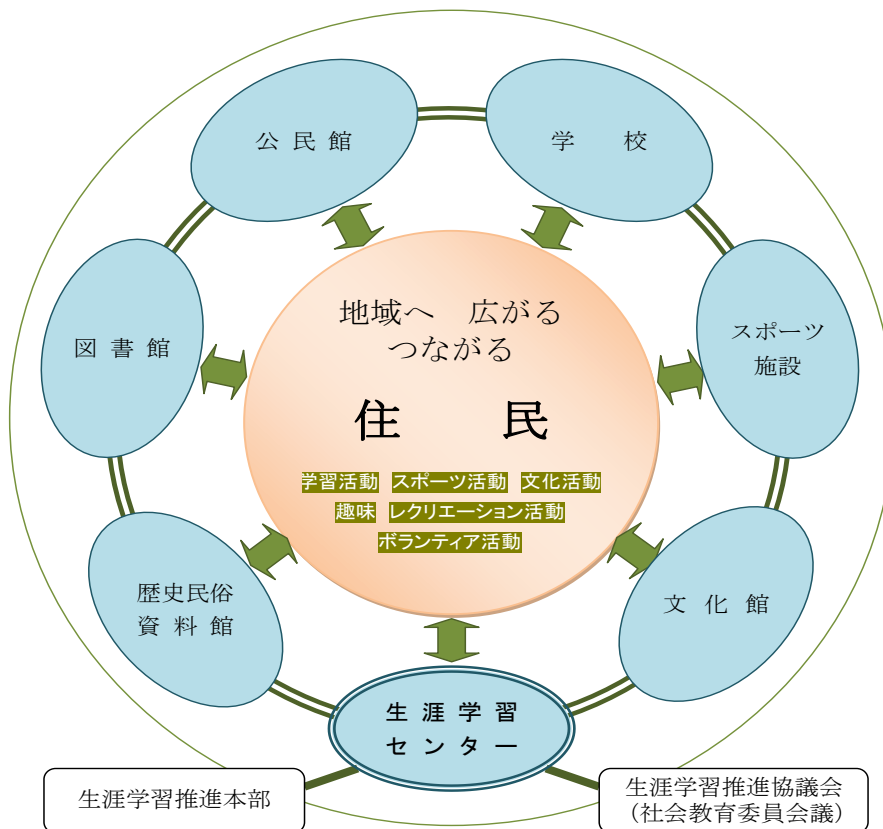 公民館
学校
図書館
スポーツ
施設
地域へ 広がる
つながる
住民
学習活動 スポーツ活動 文化活動
趣味 レクリエーション活動
ボランティア活動
歴史民俗
資料館
文化館
生涯学習
センター
生涯学習推進本部
生涯学習推進協議会
(社会教育委員会議)